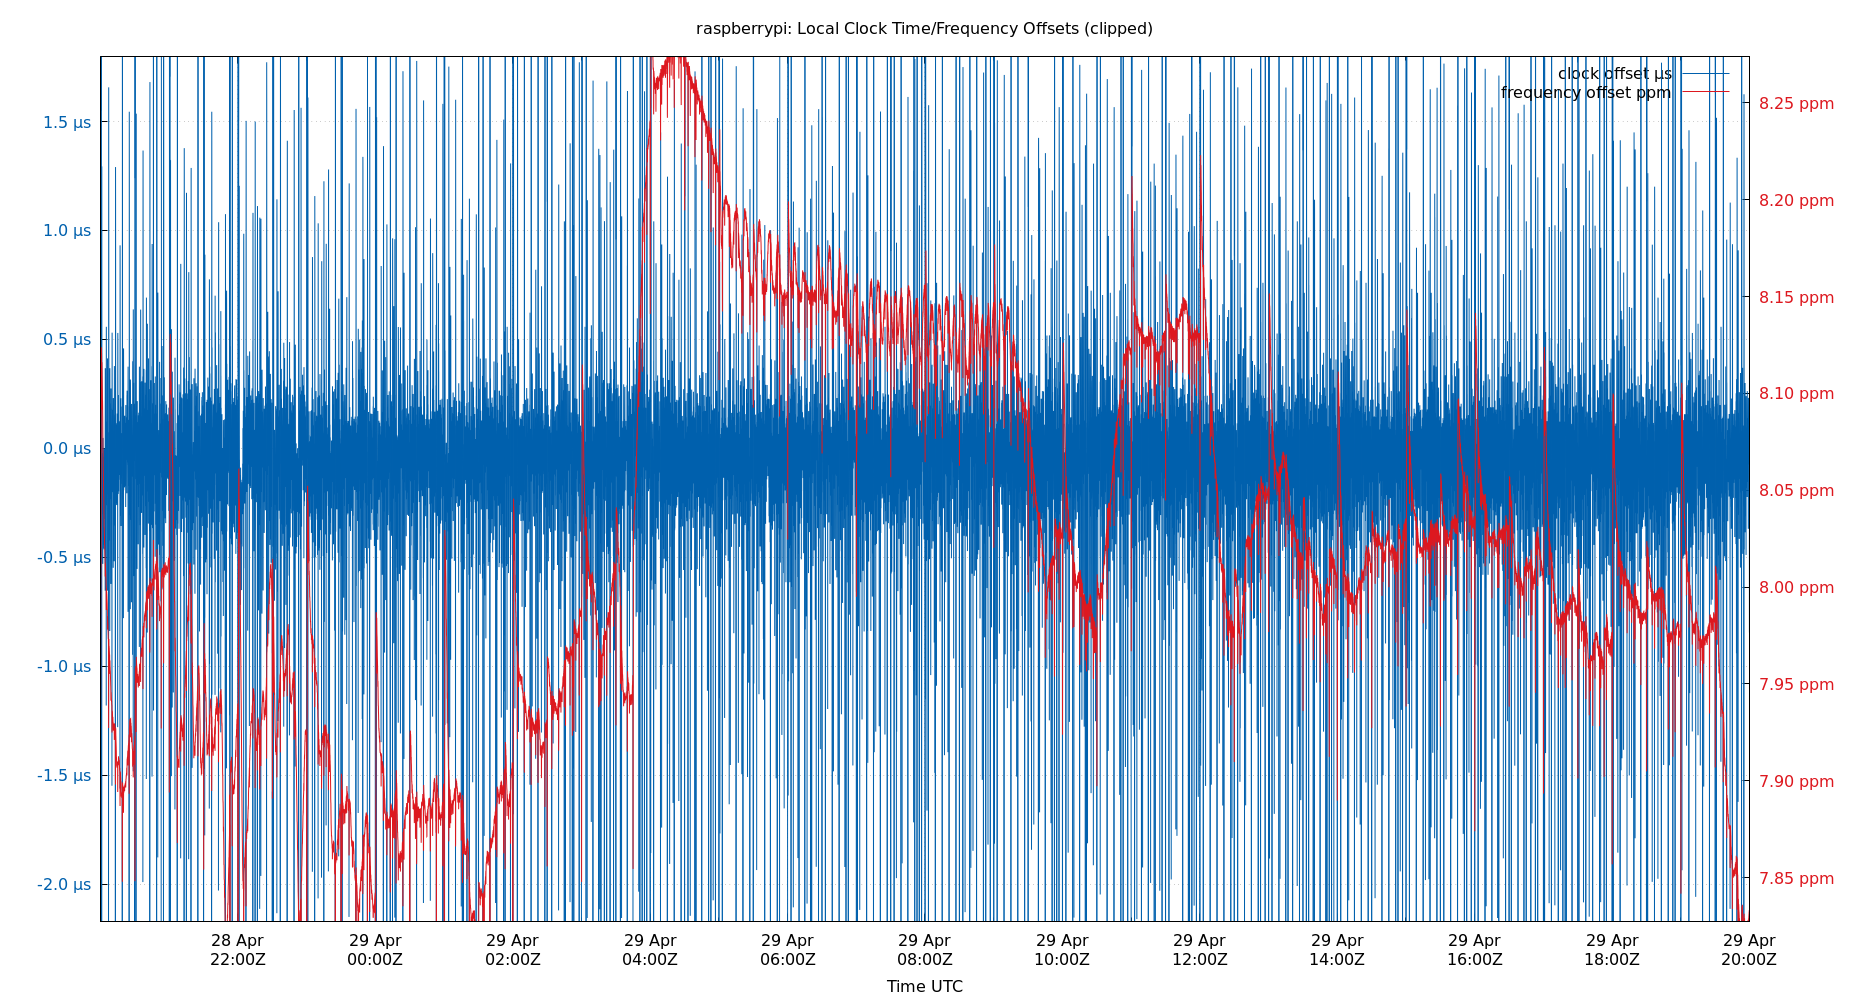 raspberrypi: Local Clock Time/Frequency Offsets (clipped)
clock offset µs
frequency offset ppm
1.5 µs
1.0 µs
0.5 µs
0.0 µs
-0.5 µs
-1.0 µs
-1.5 µs
-2.0 µs
8.25 ppm
8.20 ppm
8.15 ppm
8.10 ppm
8.05 ppm
8.00 ppm
7.95 ppm
7.90 ppm
7.85 ppm
28 Apr 29 Apr 29 Apr 29 Apr 29 Apr 29 Apr 29 Apr 29 Apr 29 Apr 29 Apr 29 Apr 29 Apr
22:00Z 00:00Z 02:00Z 04:00Z 06:00Z 08:00Z 10:00Z 12:00Z 14:00Z 16:00Z 18:00Z 20:00Z
Time UTC